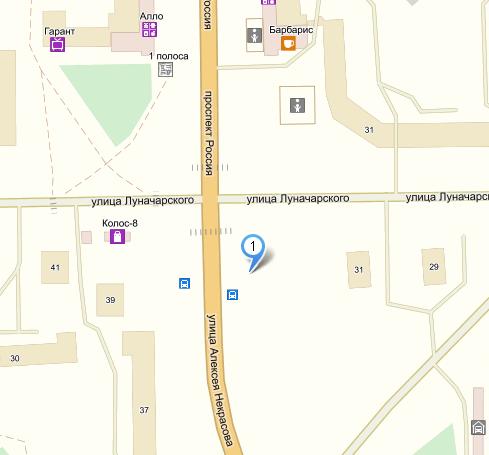 Россия
Алло
Гарант
Барбарис
1 полоса
проспект Россия
31
улица Луначарского
улица Луначарского
улица Луначарск
Колос-8
1
41
31
29
39
30
37
улица Алексея Некрасова